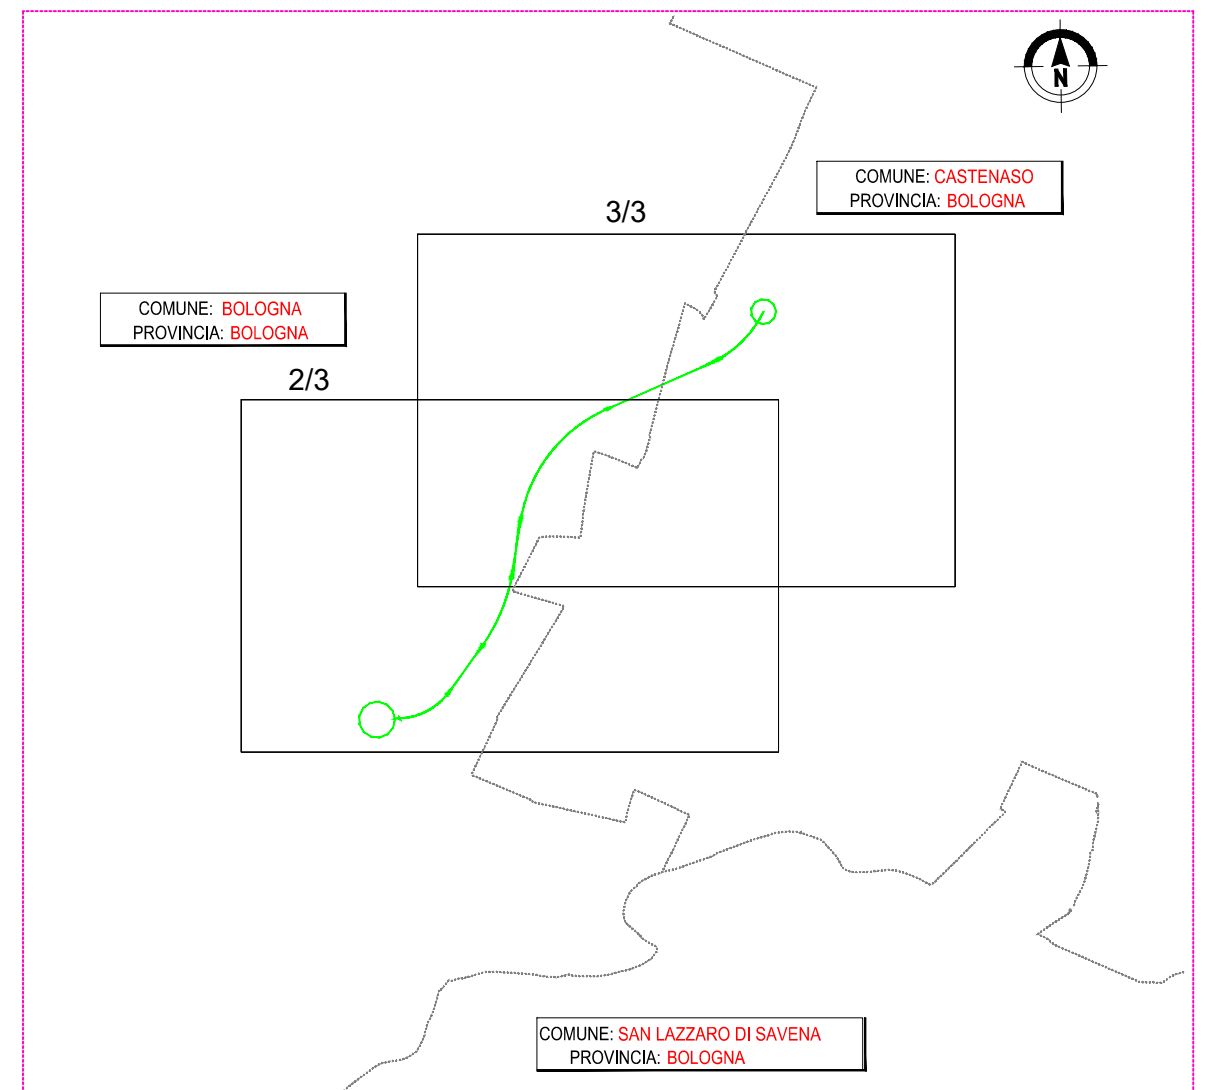 N
COMUNE: CASTENASO
PROVINCIA: BOLOGNA
3/3
COMUNE: BOLOGNA
PROVINCIA: BOLOGNA
2/3
COMUNE: SAN LAZZARO DI SAVENA
PROVINCIA: BOLOGNA